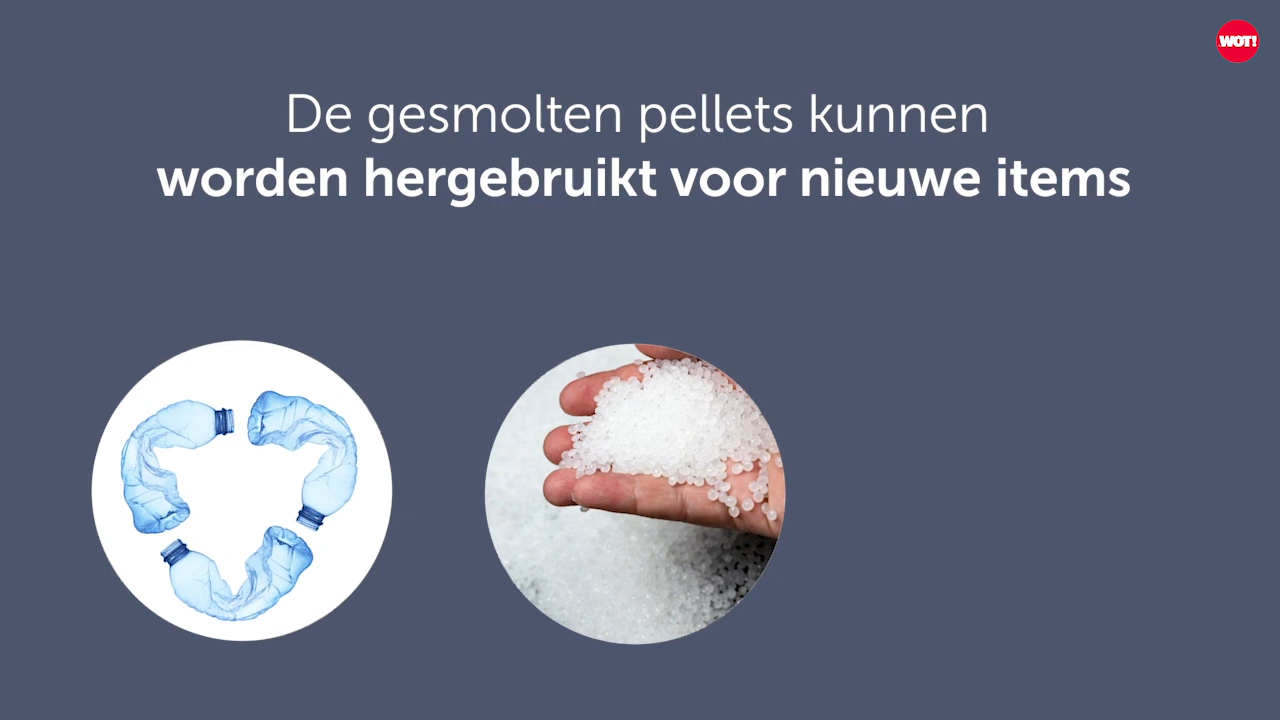 WOT!
De gesmolten pellets kunnen
worden hergebruikt voor nieuwe items